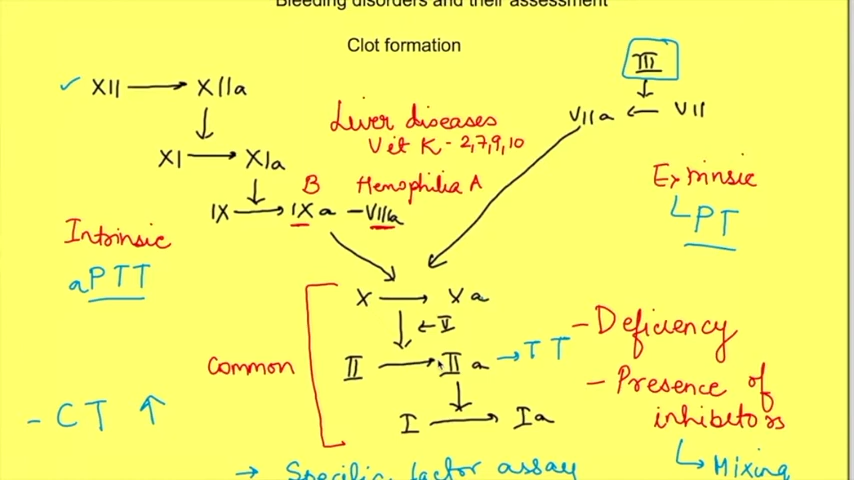 Bleeding disorders and their assessment
Clot formation
XII → XIIa
XI → XIa
IX → IXa - VIIIa
B
Hemophilia A
Liver diseases
Vit K - 2,7,9,10
III
VIIa ← VII
Extrinsic
PT
Intrinsic
aPTT
X → Xa
← V
II → IIa → TT
I → Ia
Common
- CT ↑
- Deficiency
- Presence of
inhibitors
Mixing
→ Specific factor assay